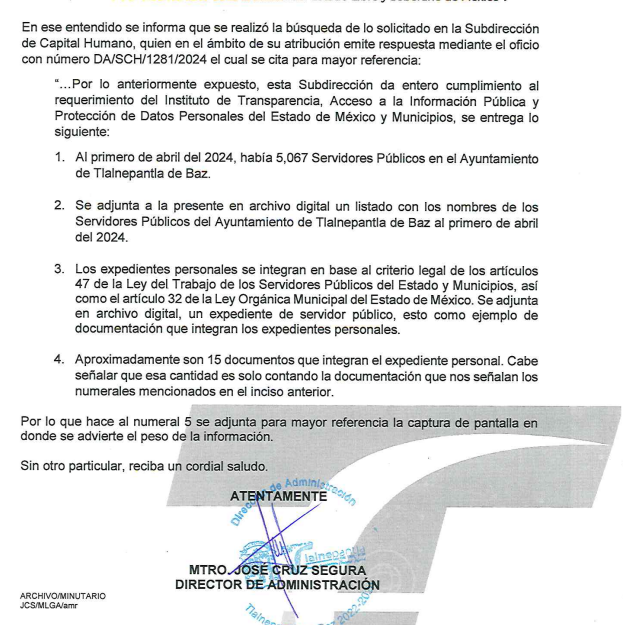 En ese entendido se informa que se realizó la búsqueda de lo solicitado en la Subdirección
de Capital Humano, quien en el ámbito de su atribución emite respuesta mediante el oficio
con número DA/SCH/1281/2024 el cual se cita para mayor referencia:
“…Por lo anteriormente expuesto, esta Subdirección da entero cumplimiento al
requerimiento del Instituto de Transparencia, Acceso a la Información Pública y
Protección de Datos Personales del Estado de México y Municipios, se entrega lo
siguiente:
1. Al primero de abril del 2024, había 5,067 Servidores Públicos en el Ayuntamiento
de Tlalnepantla de Baz.
2. Se adjunta a la presente en archivo digital un listado con los nombres de los
Servidores Públicos del Ayuntamiento de Tlalnepantla de Baz al primero de abril
del 2024.
3. Los expedientes personales se integran en base al criterio legal de los artículos
47 de la Ley del Trabajo de los Servidores Públicos del Estado y Municipios, así
como el artículo 32 de la Ley Orgánica Municipal del Estado de México. Se adjunta
en archivo digital, un expediente de servidor público, esto como ejemplo de
documentación que integran los expedientes personales.
4. Aproximadamente son 15 documentos que integran el expediente personal. Cabe
señalar que esa cantidad es solo contando la documentación que nos señalan los
numerales mencionados en el inciso anterior.
Por lo que hace al numeral 5 se adjunta para mayor referencia la captura de pantalla en
donde se advierte el peso de la información.
Sin otro particular, reciba un cordial saludo.
Dirección de Administración
ATENTAMENTE
MTRO. JOSÉ CRUZ SEGURA
DIRECTOR DE ADMINISTRACIÓN
ARCHIVO/MINUTARIO
JCS/MLGA/amr